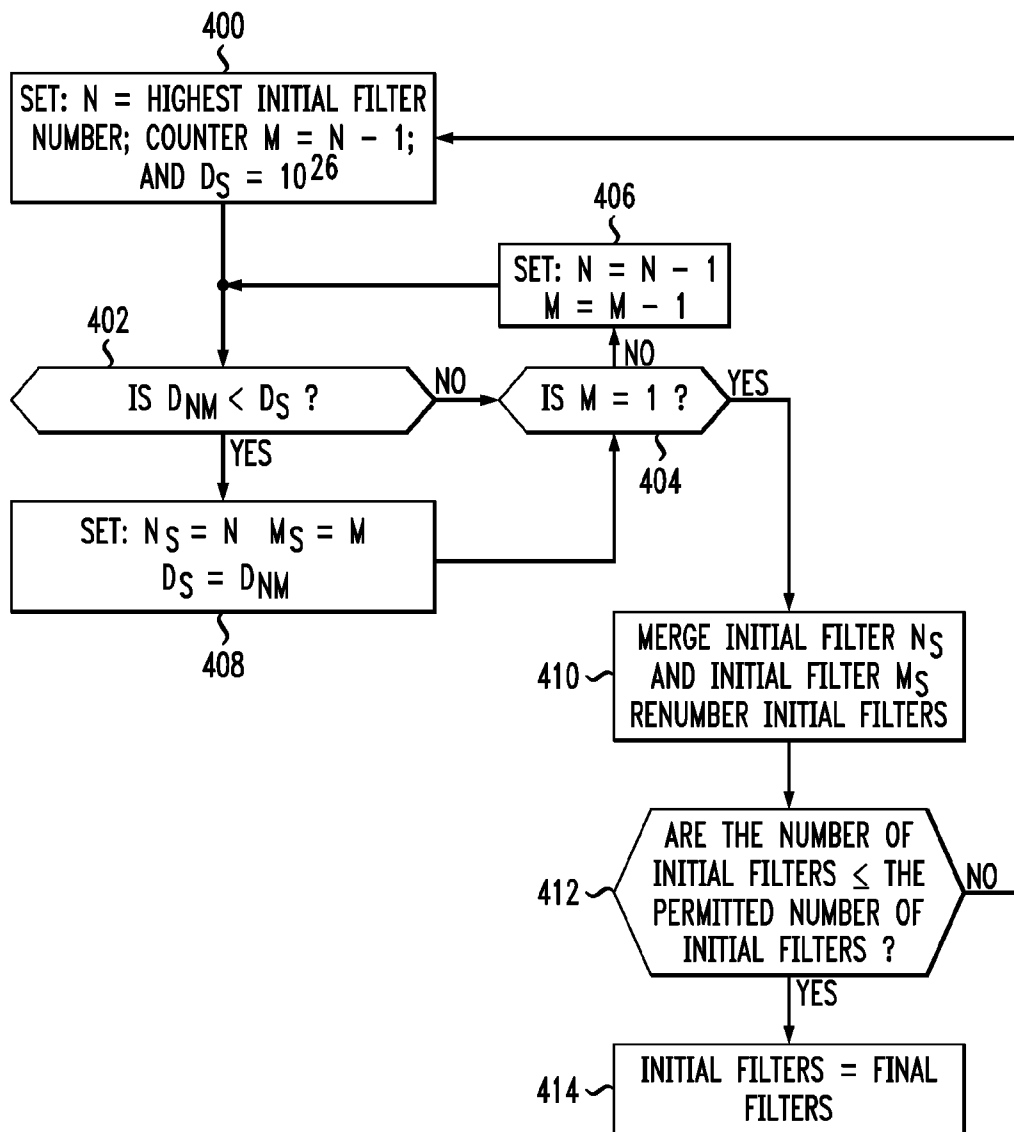 400
SET: N = HIGHEST INITIAL FILTER
NUMBER; COUNTER M = N - 1;
AND DS = 10^26
406
SET: N = N - 1
M = M - 1
402
IS DNM < DS ?
NO
NO
IS M = 1 ?
YES
404
YES
SET: NS = N MS = M
DS = DNM
408
410
MERGE INITIAL FILTER NS
AND INITIAL FILTER MS
RENUMBER INITIAL FILTERS
412
ARE THE NUMBER OF
INITIAL FILTERS ≤ THE
PERMITTED NUMBER OF
INITIAL FILTERS ?
NO
YES
414
INITIAL FILTERS = FINAL
FILTERS